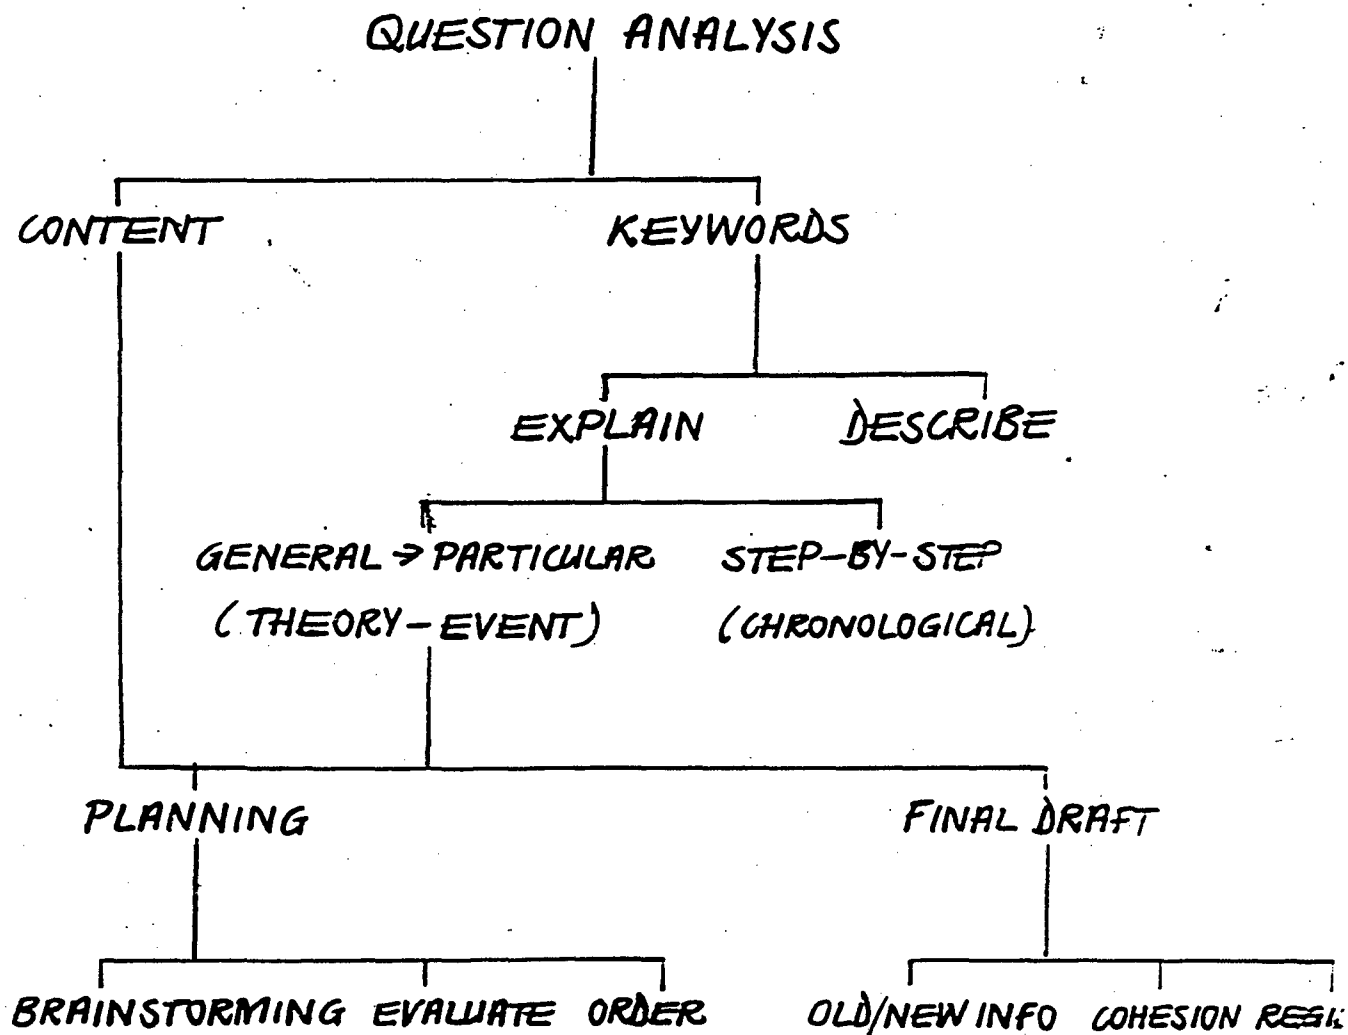 QUESTION ANALYSIS
CONTENT KEYWORDS
EXPLAIN DESCRIBE
GENERAL → PARTICULAR STEP-BY-STEP
(THEORY-EVENT) (CHRONOLOGICAL)
PLANNING FINAL DRAFT
BRAINSTORMING EVALUATE ORDER OLD/NEW INFO COHESION